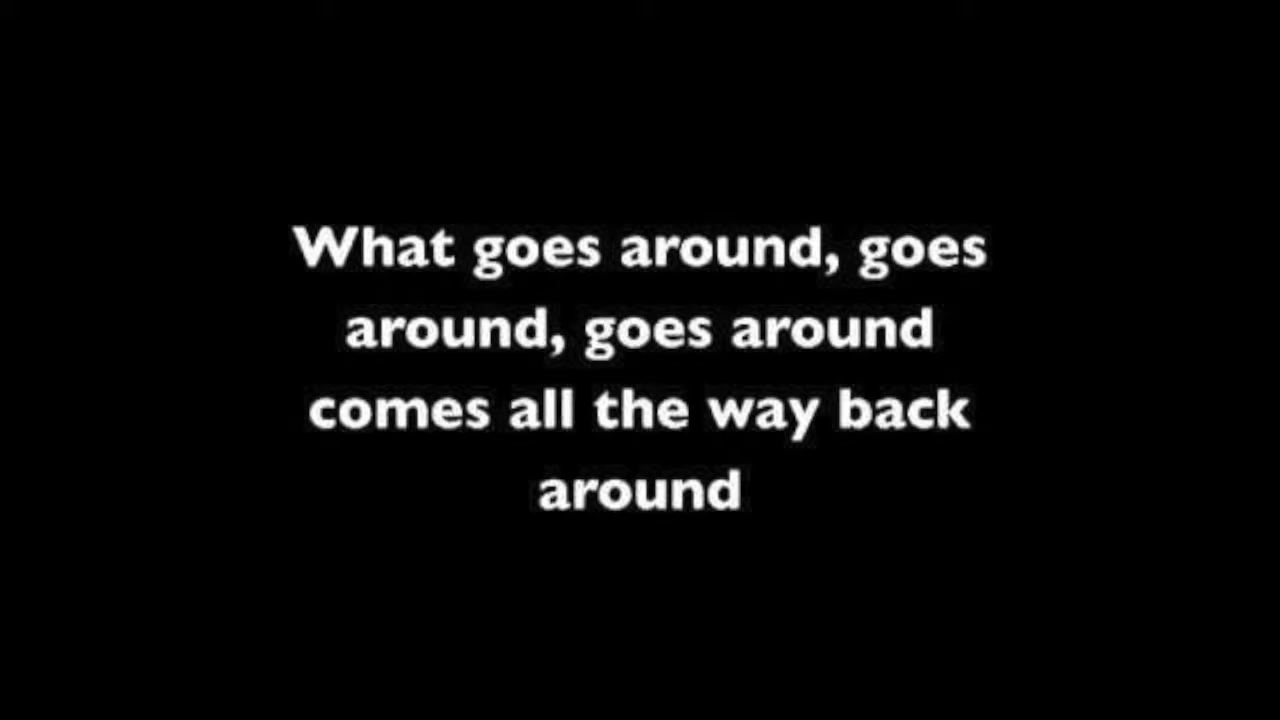 What goes around, goes
around, goes around
comes all the way back
around